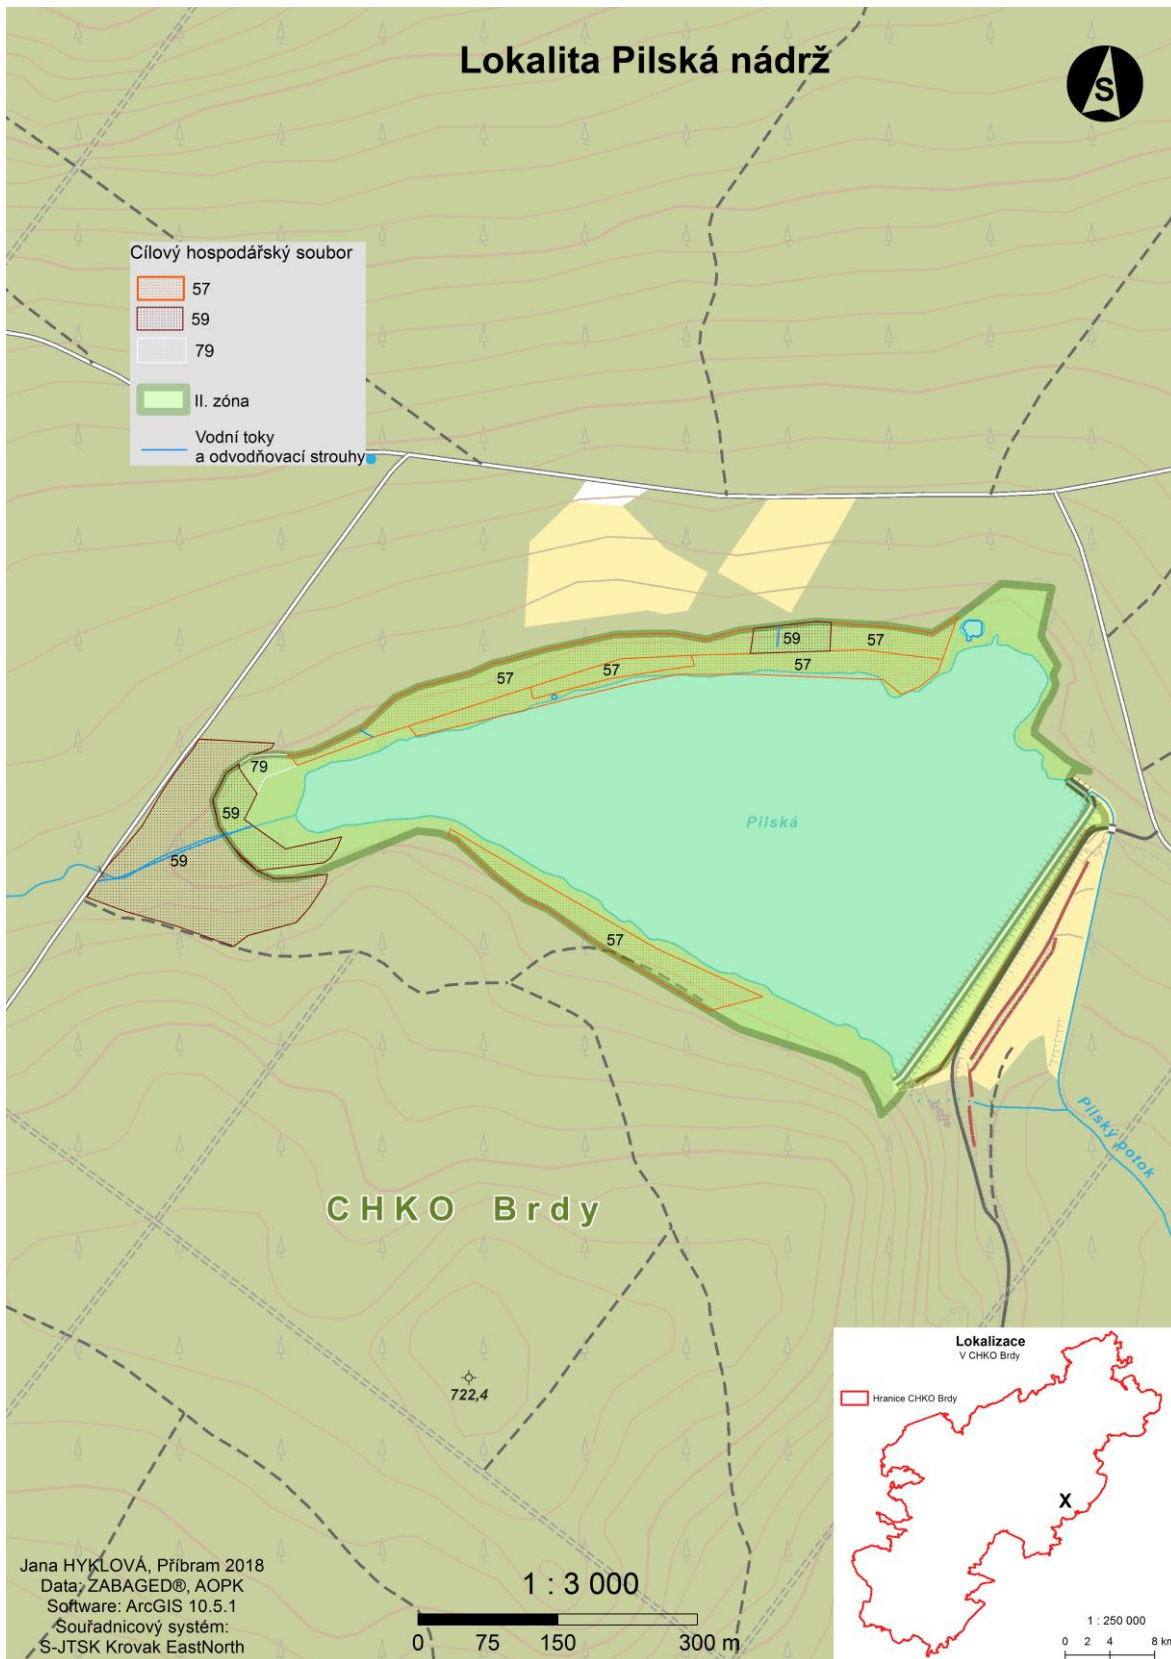 Lokalita Pilská nádrž
S
Cílový hospodářský soubor
57
59
79
II. zóna
Vodní toky
a odvodňovací strouhy
59
57
57
57
57
79
59
59
Pilská
57
Pilský potok
CHKO Brdy
722,4
Lokalizace
V CHKO Brdy
Hranice CHKO Brdy
X
1 : 250 000
0 2 4 8 km
Jana HYKLOVÁ, Příbram 2018
Data: ZABAGED®, AOPK
Software: ArcGIS 10.5.1
Souřadnicový systém:
S-JTSK Krovak EastNorth
1 : 3 000
0 75 150 300 m